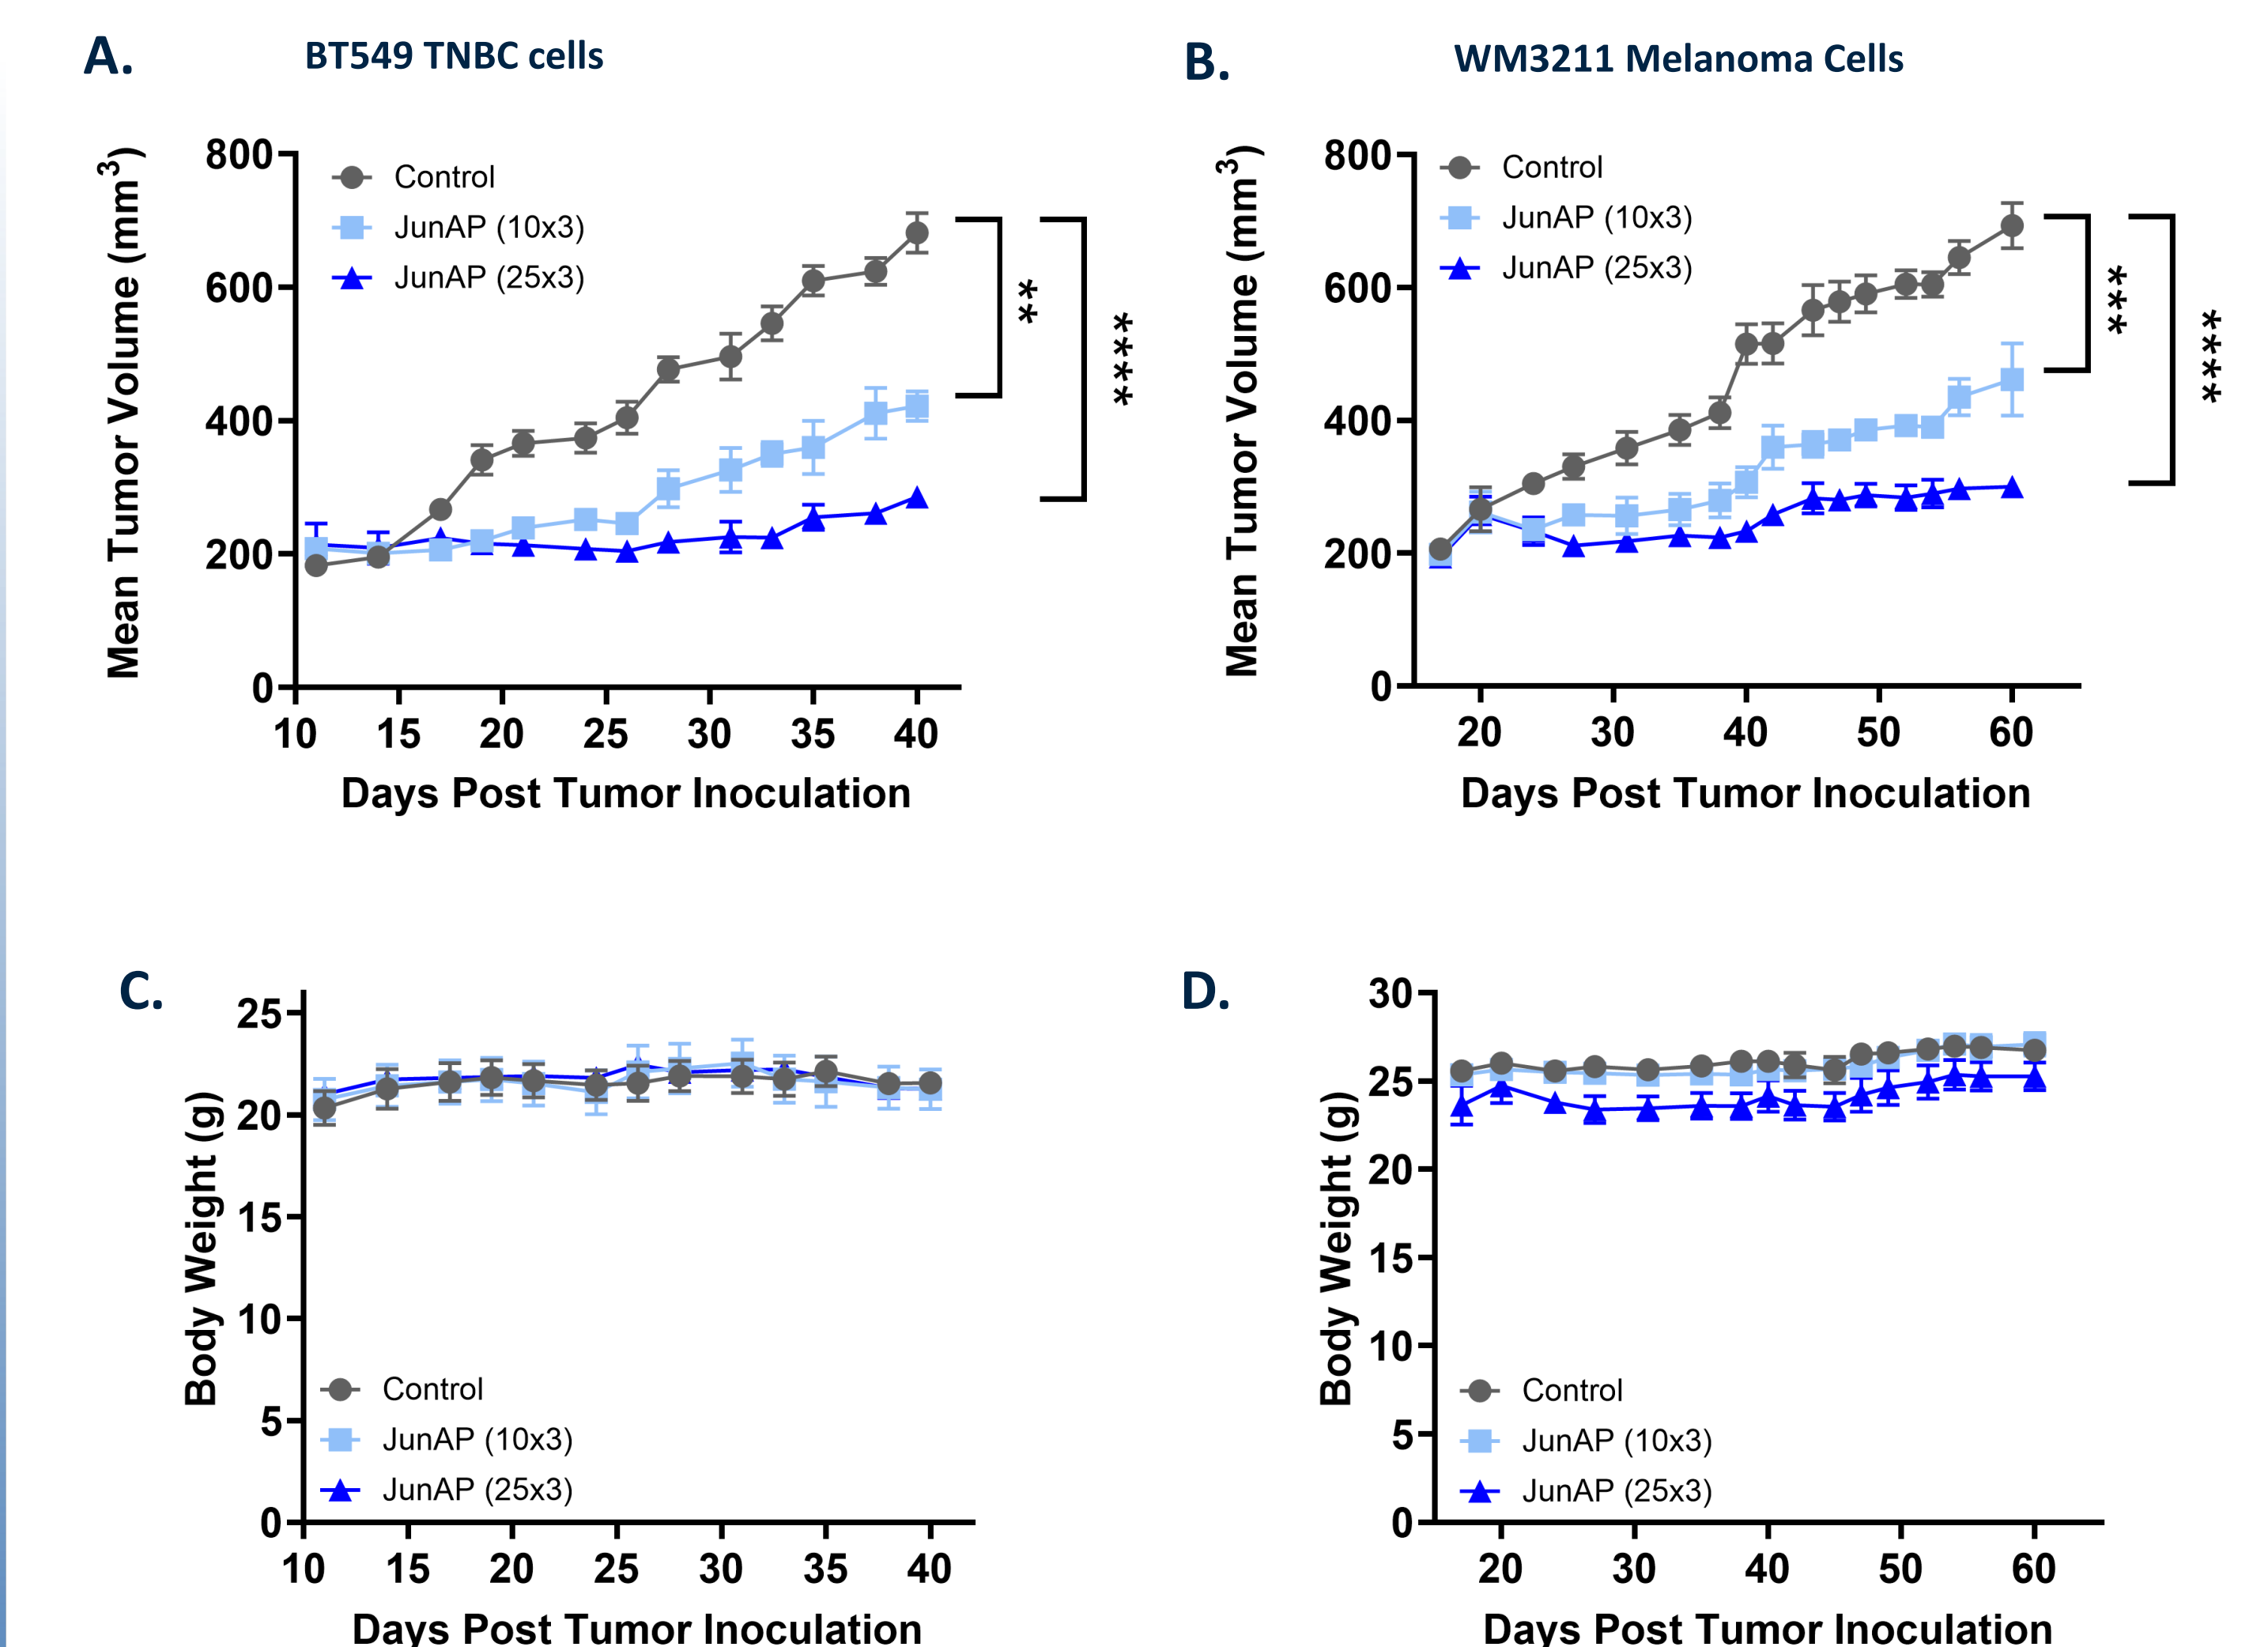 A.
BT549 TNBC cells
Mean Tumor Volume (mm³)
800
600
400
200
0
Control
JunAP (10x3)
JunAP (25x3)
**
****
10 15 20 25 30 35 40
Days Post Tumor Inoculation
B.
WM3211 Melanoma Cells
Mean Tumor Volume (mm³)
800
600
400
200
0
Control
JunAP (10x3)
JunAP (25x3)
***
****
20 30 40 50 60
Days Post Tumor Inoculation
C.
Body Weight (g)
25
20
15
10
5
0
Control
JunAP (10x3)
JunAP (25x3)
10 15 20 25 30 35 40
Days Post Tumor Inoculation
D.
Body Weight (g)
30
25
20
15
10
5
0
Control
JunAP (10x3)
JunAP (25x3)
20 30 40 50 60
Days Post Tumor Inoculation